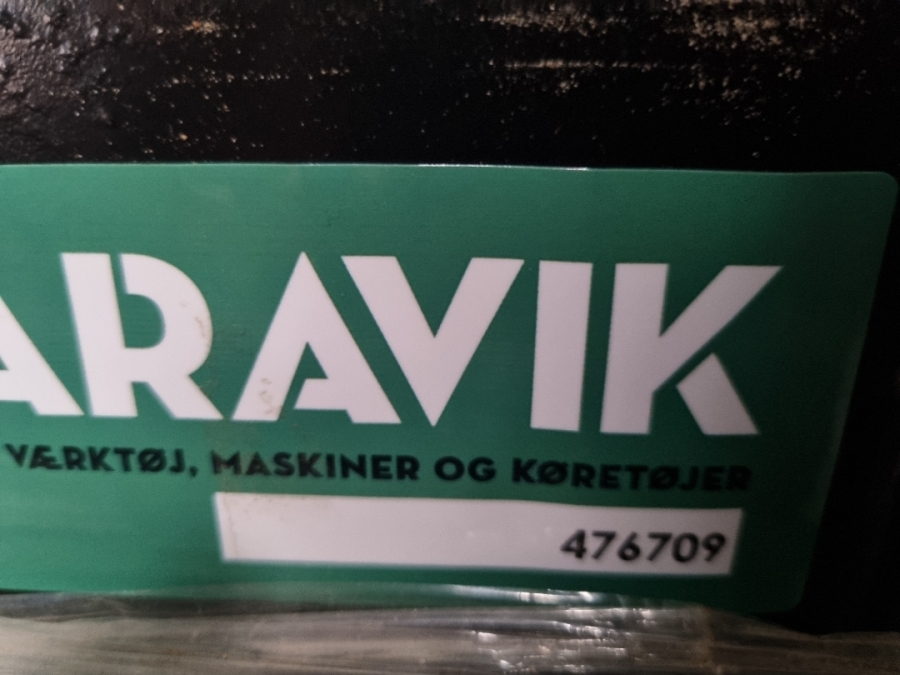 ARAVIK
VÆRKTØJ, MASKINER OG KØRETØJER
476709